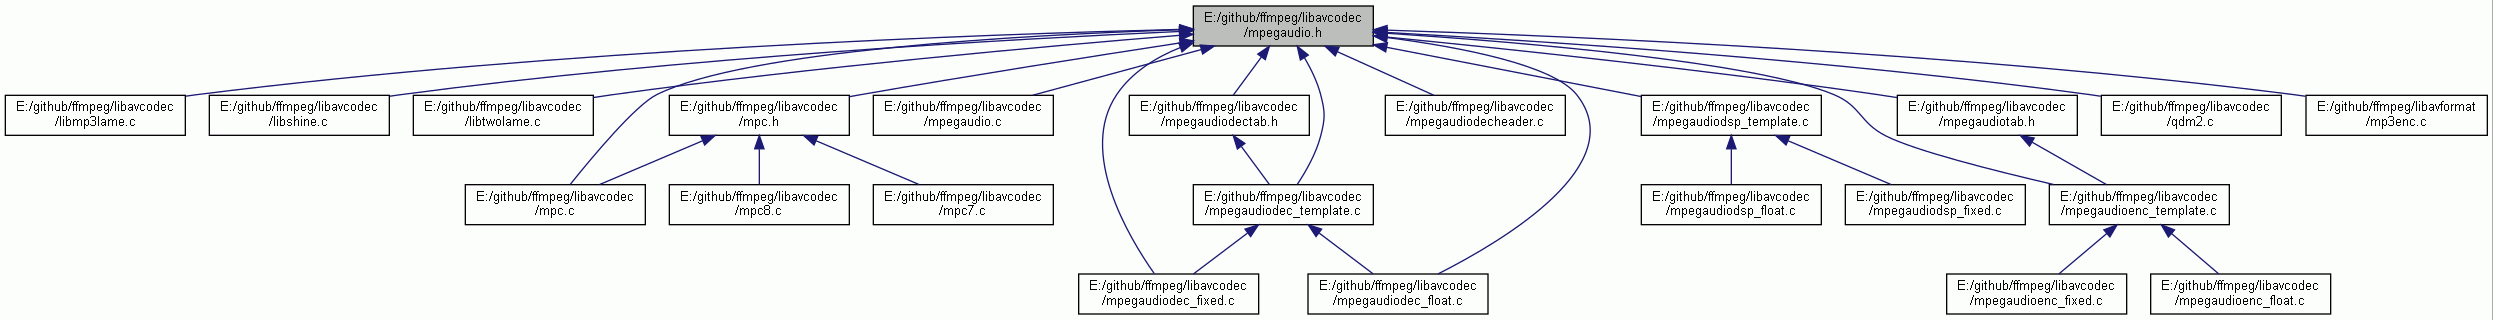 E:/github/ffmpeg/libavcodec
/mpegaudio.h
E:/github/ffmpeg/libavcodec
/libmp3lame.c
E:/github/ffmpeg/libavcodec
/libshine.c
E:/github/ffmpeg/libavcodec
/libtwolame.c
E:/github/ffmpeg/libavcodec
/mpc.h
E:/github/ffmpeg/libavcodec
/mpegaudio.c
E:/github/ffmpeg/libavcodec
/mpegaudiodectab.h
E:/github/ffmpeg/libavcodec
/mpegaudiodecheader.c
E:/github/ffmpeg/libavcodec
/mpegaudiodsp_template.c
E:/github/ffmpeg/libavcodec
/mpegaudiotab.h
E:/github/ffmpeg/libavcodec
/qdm2.c
E:/github/ffmpeg/libavformat
/mp3enc.c
E:/github/ffmpeg/libavcodec
/mpc.c
E:/github/ffmpeg/libavcodec
/mpc8.c
E:/github/ffmpeg/libavcodec
/mpc7.c
E:/github/ffmpeg/libavcodec
/mpegaudiodec_template.c
E:/github/ffmpeg/libavcodec
/mpegaudiodsp_float.c
E:/github/ffmpeg/libavcodec
/mpegaudiodsp_fixed.c
E:/github/ffmpeg/libavcodec
/mpegaudioenc_template.c
E:/github/ffmpeg/libavcodec
/mpegaudiodec_fixed.c
E:/github/ffmpeg/libavcodec
/mpegaudiodec_float.c
E:/github/ffmpeg/libavcodec
/mpegaudioenc_fixed.c
E:/github/ffmpeg/libavcodec
/mpegaudioenc_float.c